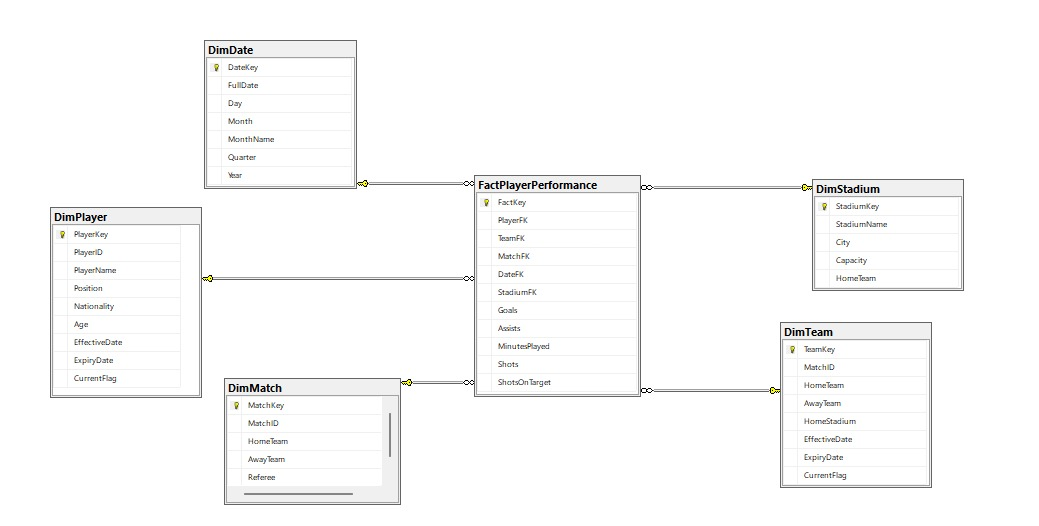 DimDate
DateKey
FullDate
Day
Month
MonthName
Quarter
Year
FactPlayerPerformance
FactKey
PlayerFK
TeamFK
MatchFK
DateFK
StadiumFK
Goals
Assists
MinutesPlayed
Shots
ShotsOnTarget
DimStadium
StadiumKey
StadiumName
City
Capacity
HomeTeam
DimPlayer
PlayerKey
PlayerID
PlayerName
Position
Nationality
Age
EffectiveDate
ExpiryDate
CurrentFlag
DimTeam
TeamKey
MatchID
HomeTeam
AwayTeam
HomeStadium
EffectiveDate
ExpiryDate
CurrentFlag
DimMatch
MatchKey
MatchID
HomeTeam
AwayTeam
Referee